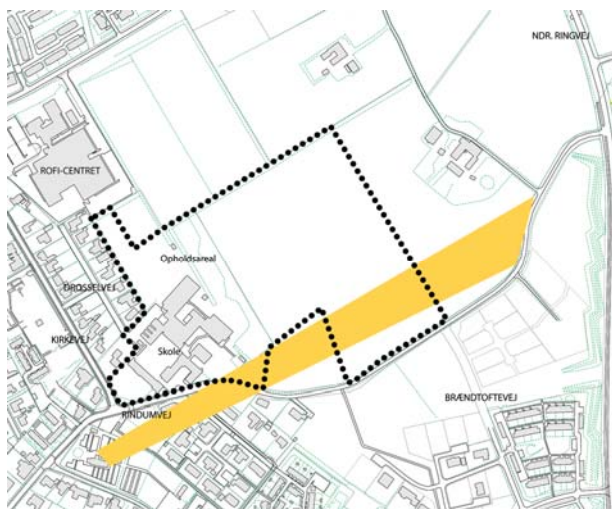 NDR. RINGVEJ
ROFI-CENTRET
Opholdsareal
DROSSELVEJ
KIRKEVEJ
Skole
BRÆNDTOFTEVEJ
RINDUMVEJ